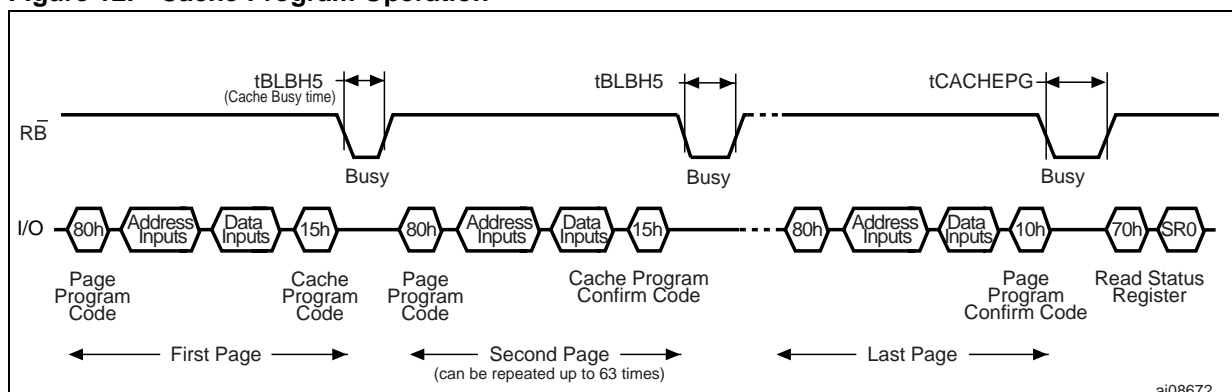 Figure 12. Cache Program Operation
tBLBH5
(Cache Busy time)
tBLBH5
tCACHEPG
RB
Busy
Busy
Busy
I/O
80h
Address Inputs
Data Inputs
15h
80h
Address Inputs
Data Inputs
15h
80h
Address Inputs
Data Inputs
10h
70h
SR0
Page Program Code
Cache Program Code
Page Program Code
Cache Program Confirm Code
Page Program Confirm Code
Read Status Register
First Page
Second Page
(can be repeated up to 63 times)
Last Page
ai08672